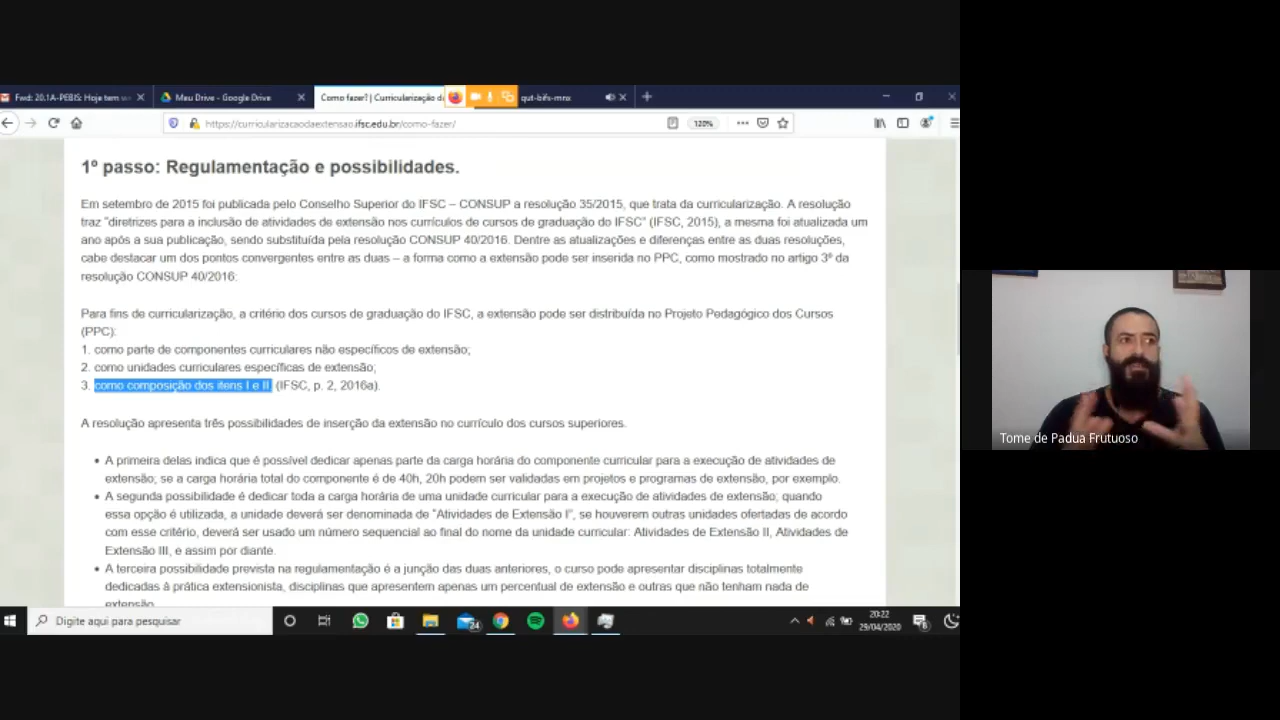 Fwd: 20.1A-PEBIS: Hoje tem
Meu Drive - Google Drive
Como fazer? | Curricularização da
qut-bifs-mnx
https://curricularizacaodaextensao.ifsc.edu.br/como-fazer/
120%
1º passo: Regulamentação e possibilidades.
Em setembro de 2015 foi publicada pelo Conselho Superior do IFSC – CONSUP a resolução 35/2015, que trata da curricularização. A resolução
traz “diretrizes para a inclusão de atividades de extensão nos currículos de cursos de graduação do IFSC” (IFSC, 2015), a mesma foi atualizada um
ano após a sua publicação, sendo substituída pela resolução CONSUP 40/2016. Dentre as atualizações e diferenças entre as duas resoluções,
cabe destacar um dos pontos convergentes entre as duas – a forma como a extensão pode ser inserida no PPC, como mostrado no artigo 3º da
resolução CONSUP 40/2016:
Para fins de curricularização, a critério dos cursos de graduação do IFSC, a extensão pode ser distribuída no Projeto Pedagógico dos Cursos
(PPC):
1. como parte de componentes curriculares não específicos de extensão;
2. como unidades curriculares específicas de extensão;
3. como composição dos itens I e II. (IFSC, p. 2, 2016a).
A resolução apresenta três possibilidades de inserção da extensão no currículo dos cursos superiores.
• A primeira delas indica que é possível dedicar apenas parte da carga horária do componente curricular para a execução de atividades de
extensão; se a carga horária total do componente é de 40h, 20h podem ser validadas em projetos e programas de extensão, por exemplo.
• A segunda possibilidade é dedicar toda a carga horária de uma unidade curricular para a execução de atividades de extensão; quando
essa opção é utilizada, a unidade deverá ser denominada de “Atividades de Extensão I”, se houverem outras unidades ofertadas de acordo
com esse critério, deverá ser usado um número sequencial ao final do nome da unidade curricular: Atividades de Extensão II, Atividades de
Extensão III, e assim por diante.
• A terceira possibilidade prevista na regulamentação é a junção das duas anteriores, o curso pode apresentar disciplinas totalmente
dedicadas à prática extensionista, disciplinas que apresentem apenas um percentual de extensão e outras que não tenham nada de
extensão.
Tome de Padua Frutuoso
Digite aqui para pesquisar
24
20:22
29/04/2020